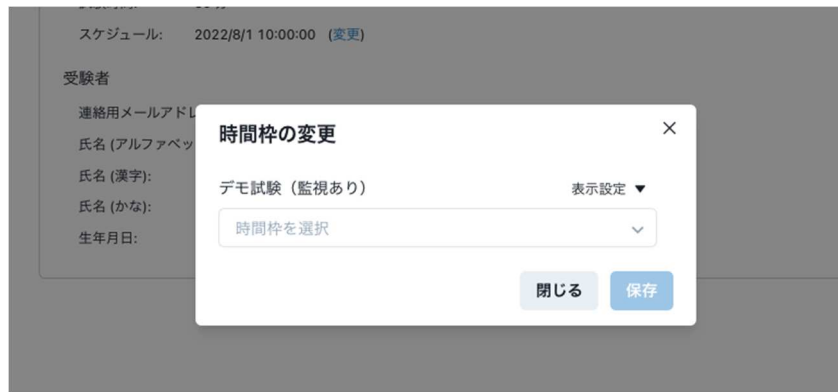 スケジュール: 2022/8/1 10:00:00 (変更)
受験者
連絡用メールアドレ
氏名 (アルファベッ
氏名 (漢字):
氏名 (かな):
生年月日:
時間枠の変更
デモ試験（監視あり） 表示設定 ▼
時間枠を選択
閉じる 保存